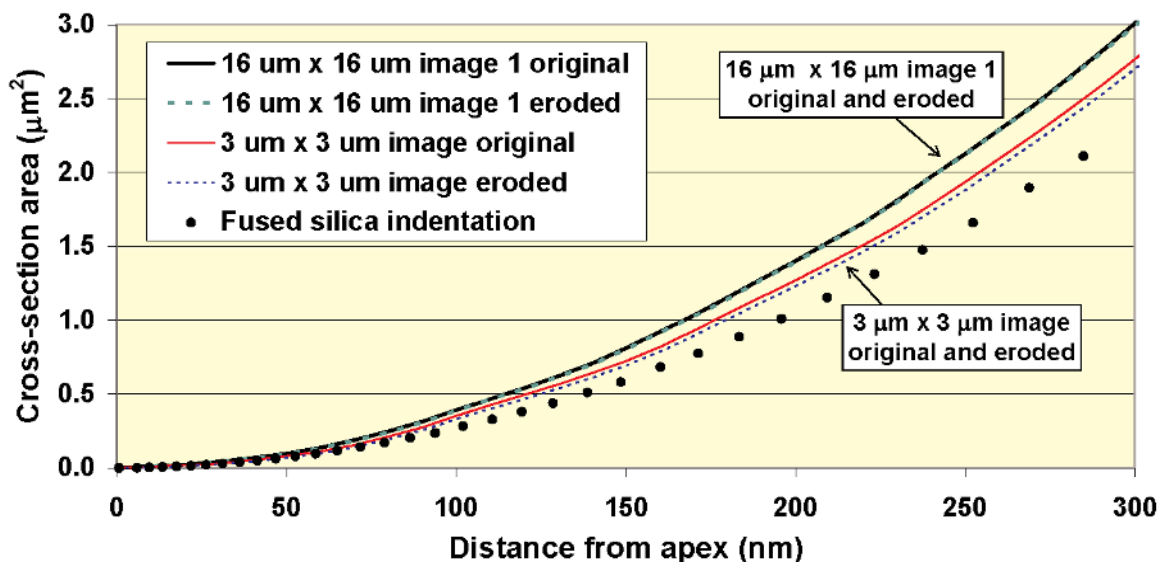 3.0
2.5
2.0
1.5
1.0
0.5
0.0
Cross-section area (μm²)
16 um x 16 um image 1 original
16 um x 16 um image 1 eroded
3 um x 3 um image original
3 um x 3 um image eroded
Fused silica indentation
16 μm x 16 μm image 1
original and eroded
3 μm x 3 μm image
original and eroded
0 50 100 150 200 250 300
Distance from apex (nm)